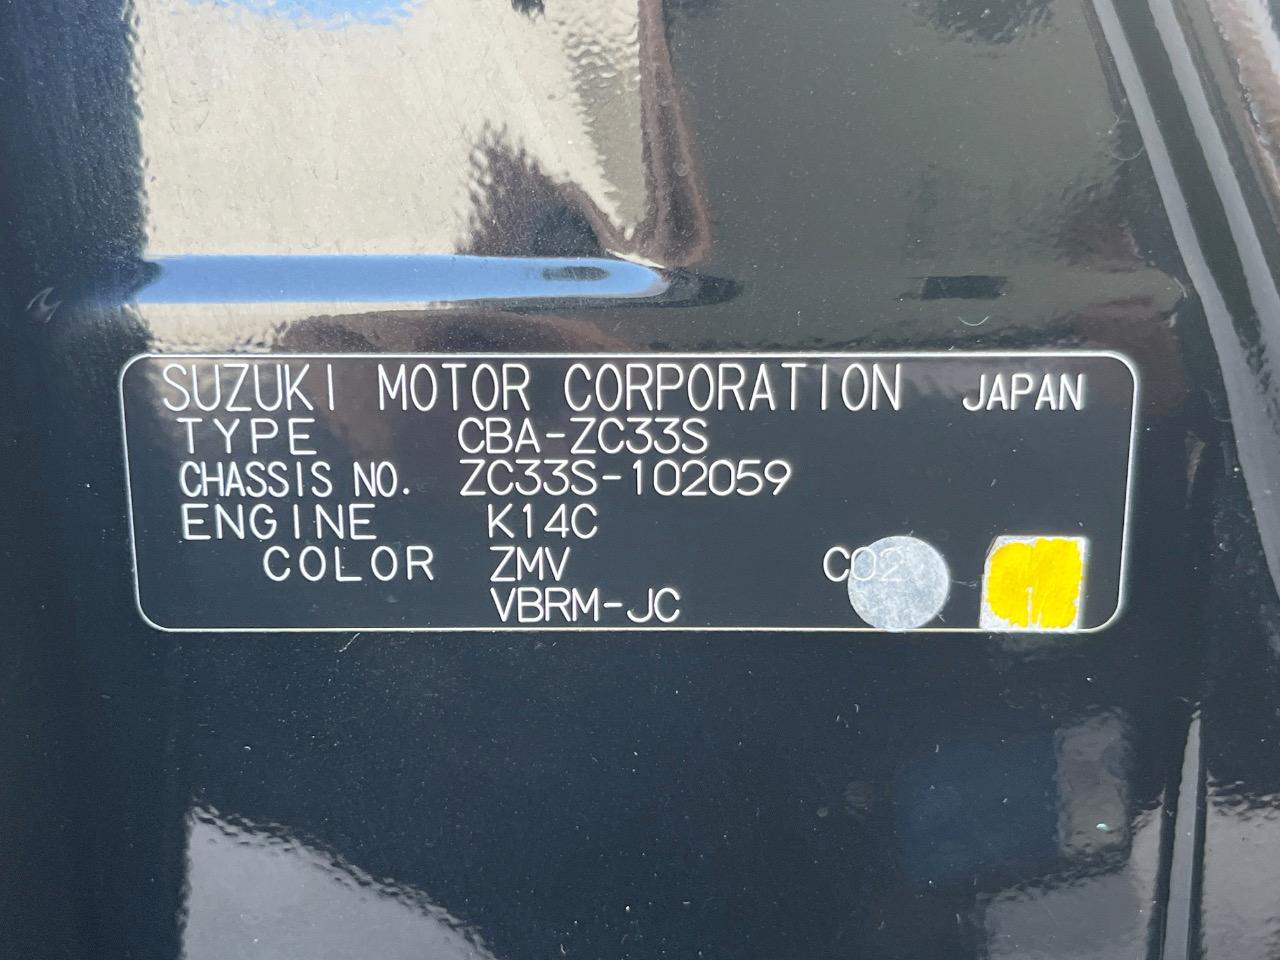 SUZUKI MOTOR CORPORATION JAPAN
TYPE CBA-ZC33S
CHASSIS NO. ZC33S-102059
ENGINE K14C
COLOR ZMV C02
VBRM-JC